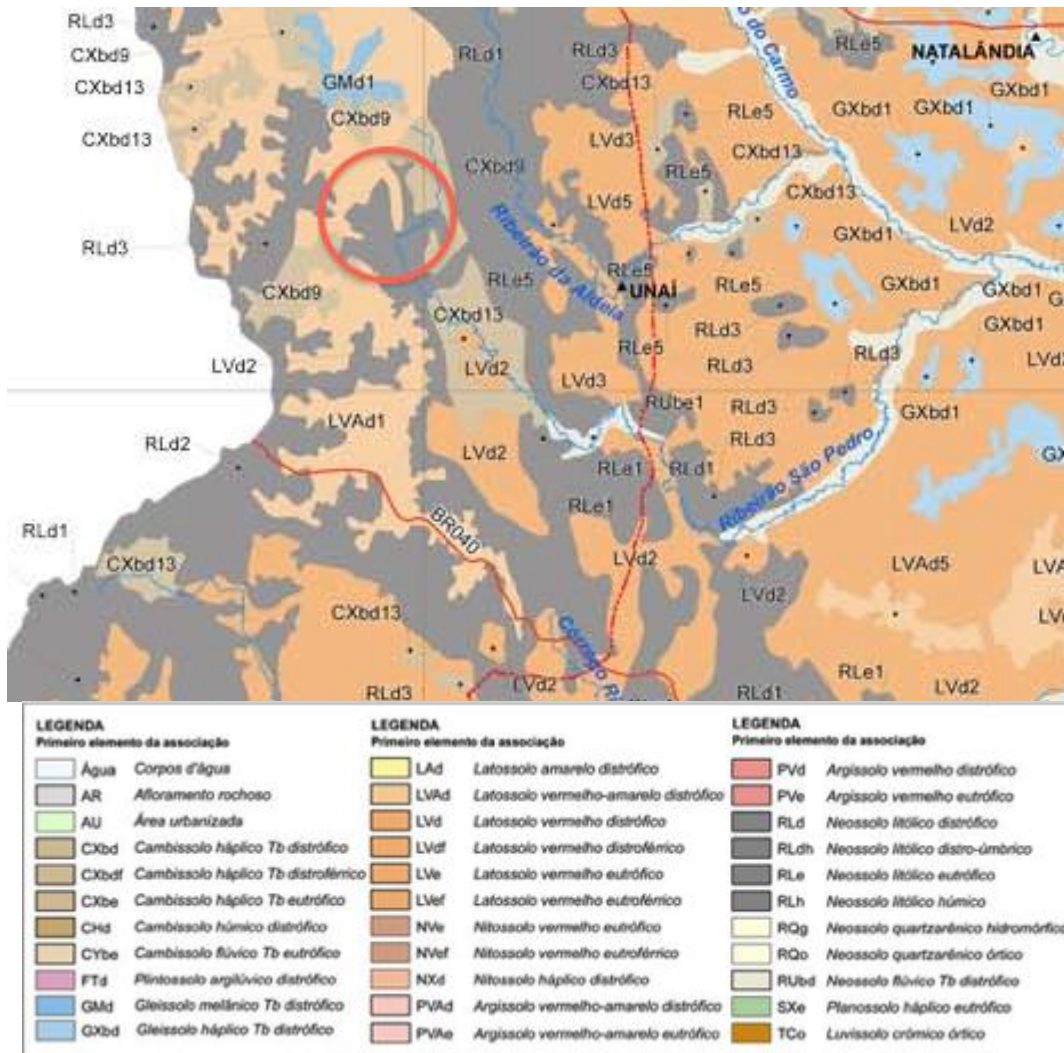 RLd3
CXbd9
CXbd13
CXbd13
RLd3
LVd2
RLd2
RLd1
GMd1
CXbd9
RLd1
CXbd9
RLe5
CXbd9
CXbd13
LVd2
LVAd1
LVd2
BR040
CXbd13
CXbd13
RLd3
LVd2
RLd3
CXbd13
LVd3
LVd5
Ribeirão da Aldeia
RLe5
UNAÍ
RLe5
LVd3
RUbe1
RLe1
RLd1
RLe1
LVd2
o do Carmo
RLe5
NATALÂNDIA
GXbd1
GXbd1
GXbd1
RLe5
CXbd13
RLe5
CXbd13
LVd2
GXbd1
GXbd1
GXbd1
GXbd1
RLe5
RLd3
RLd3
RLd3
RLd3
RLd3
GXbd1
Ribeirão São Pedro
LVAd5
LVd2
RLe1
RLd1
LVd2
LEGENDA
Primeiro elemento da associação
Água Corpos d'água
AR Afloramento rochoso
AU Área urbanizada
CXbd Cambissolo háplico Tb distrófico
CXbdf Cambissolo háplico Tb distroférrico
CXbe Cambissolo háplico Tb eutrófico
CHd Cambissolo húmico distrófico
CYbe Cambissolo flúvico Tb eutrófico
FTd Plintossolo argilúvico distrófico
GMd Gleissolo melânico Tb distrófico
GXbd Gleissolo háplico Tb distrófico
LEGENDA
Primeiro elemento da associação
LAd Latossolo amarelo distrófico
LVAd Latossolo vermelho-amarelo distrófico
LVd Latossolo vermelho distrófico
LVdf Latossolo vermelho distroférrico
LVe Latossolo vermelho eutrófico
LVef Latossolo vermelho eutroférrico
NVe Nitossolo vermelho eutrófico
NVef Nitossolo vermelho eutroférrico
NXd Nitossolo háplico distrófico
PVAd Argissolo vermelho-amarelo distrófico
PVAe Argissolo vermelho-amarelo eutrófico
LEGENDA
Primeiro elemento da associação
PVd Argissolo vermelho distrófico
PVe Argissolo vermelho eutrófico
RLd Neossolo litólico distrófico
RLdh Neossolo litólico distro-úmbrico
RLe Neossolo litólico eutrófico
RLh Neossolo litólico húmico
RQg Neossolo quartzarênico hidromórfico
RQo Neossolo quartzarênico órtico
RUbd Neossolo flúvico Tb distrófico
SXe Planossolo háplico eutrófico
TCo Luvissolo crômico órtico